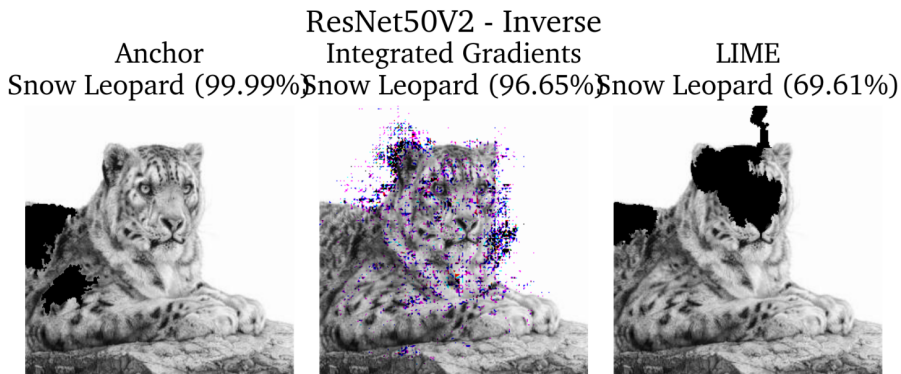 ResNet50V2 - Inverse
Anchor
Snow Leopard (99.99%)
Integrated Gradients
Snow Leopard (96.65%)
LIME
Snow Leopard (69.61%)